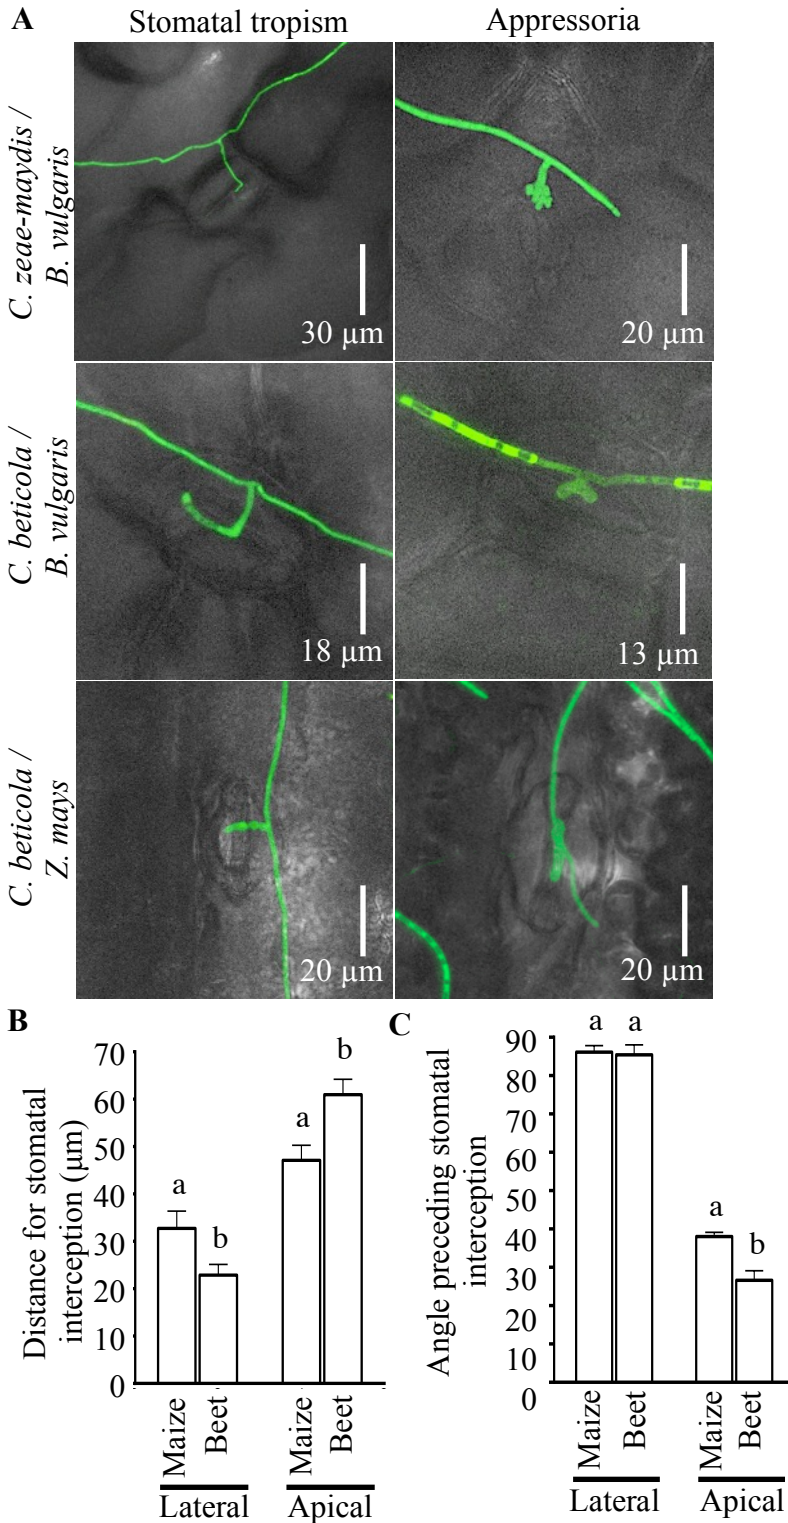 A
Stomatal tropism
Appressoria
C. zeae-maydis /
B. vulgaris
30 µm
20 µm
C. beticola /
B. vulgaris
18 µm
13 µm
C. beticola /
Z. mays
20 µm
20 µm
B
Distance for stomatal
interception (µm)
70
60
50
40
30
20
10
0
a
b
a
b
Maize
Beet
Maize
Beet
Lateral
Apical
C
Angle preceding stomatal
interception
90
80
70
60
50
40
30
20
10
0
a
a
a
b
Maize
Beet
Maize
Beet
Lateral
Apical